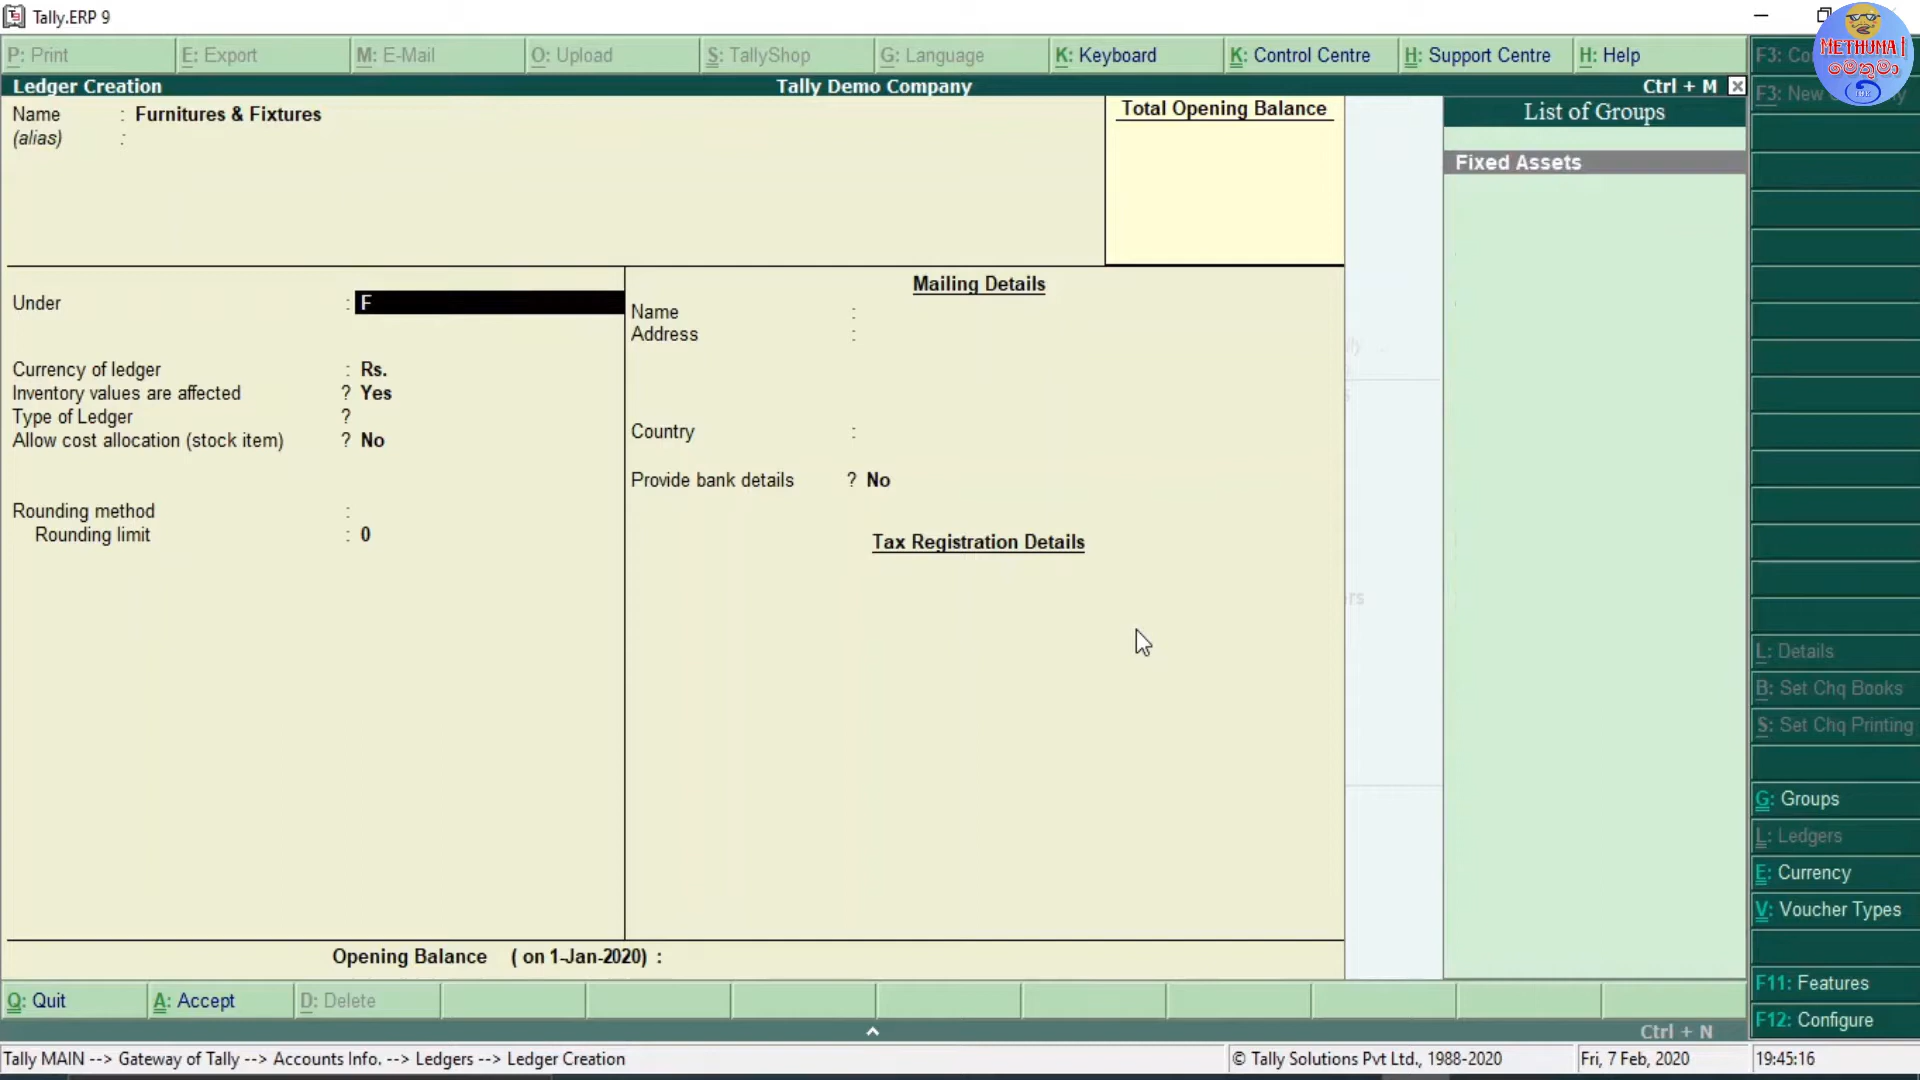 Tally.ERP 9
P: Print
E: Export
M: E-Mail
O: Upload
S: TallyShop
G: Language
K: Keyboard
K: Control Centre
H: Support Centre
H: Help
METHUMA
මෙතුමා
Ledger Creation
Tally Demo Company
Ctrl + M
Name : Furnitures & Fixtures
(alias) :
Total Opening Balance
List of Groups
Fixed Assets
Under : F
Currency of ledger : Rs.
Inventory values are affected ? Yes
Type of Ledger ?
Allow cost allocation (stock item) ? No
Rounding method :
Rounding limit : 0
Mailing Details
Name :
Address :
Country :
Provide bank details ? No
Tax Registration Details
Opening Balance ( on 1-Jan-2020) :
F3:
F3: New
L: Details
B: Set Chq Books
S: Set Chq Printing
G: Groups
L: Ledgers
E: Currency
V: Voucher Types
F11: Features
F12: Configure
Q: Quit
A: Accept
D: Delete
Ctrl + N
Tally MAIN --> Gateway of Tally --> Accounts Info. --> Ledgers --> Ledger Creation
© Tally Solutions Pvt Ltd., 1988-2020
Fri, 7 Feb, 2020
19:45:16